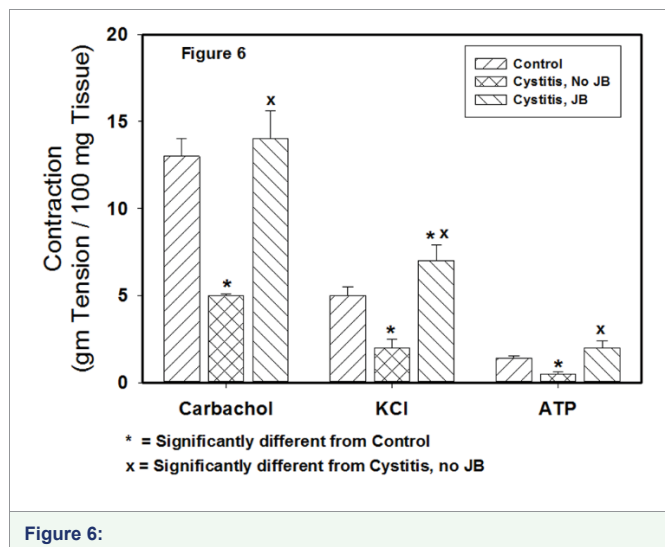 Figure 6
Control
Cystitis, No JB
Cystitis, JB
20
15
10
5
0
Contraction
(gm Tension / 100 mg Tissue)
x
*
* x
*
x
*
Carbachol
KCl
ATP
* = Significantly different from Control
x = Significantly different from Cystitis, no JB
Figure 6: